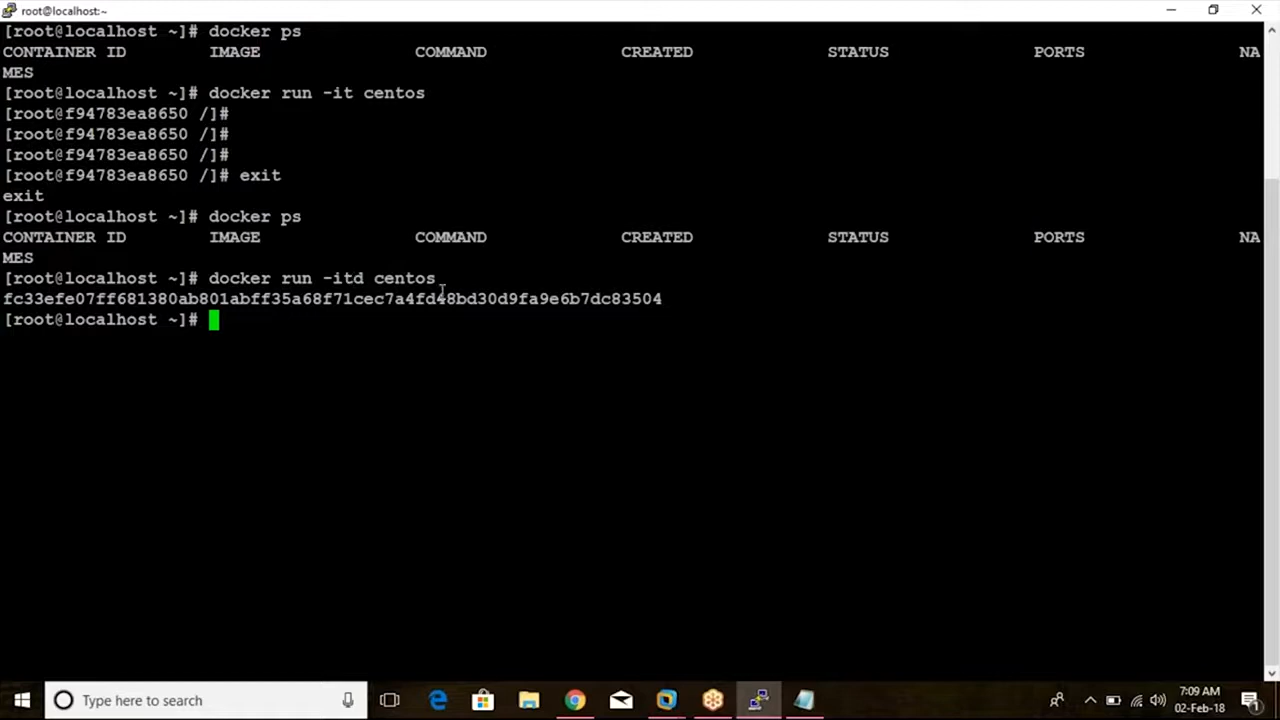 root@localhost:~
[root@localhost ~]# docker ps
CONTAINER ID IMAGE COMMAND CREATED STATUS PORTS NA
MES
[root@localhost ~]# docker run -it centos
[root@f94783ea8650 /]#
[root@f94783ea8650 /]#
[root@f94783ea8650 /]#
[root@f94783ea8650 /]# exit
exit
[root@localhost ~]# docker ps
CONTAINER ID IMAGE COMMAND CREATED STATUS PORTS NA
MES
[root@localhost ~]# docker run -itd centos
fc33efe07ff681380ab801abff35a68f71cec7a4fd48bd30d9fa9e6b7dc83504
[root@localhost ~]#
Type here to search
7:09 AM
02-Feb-18
1